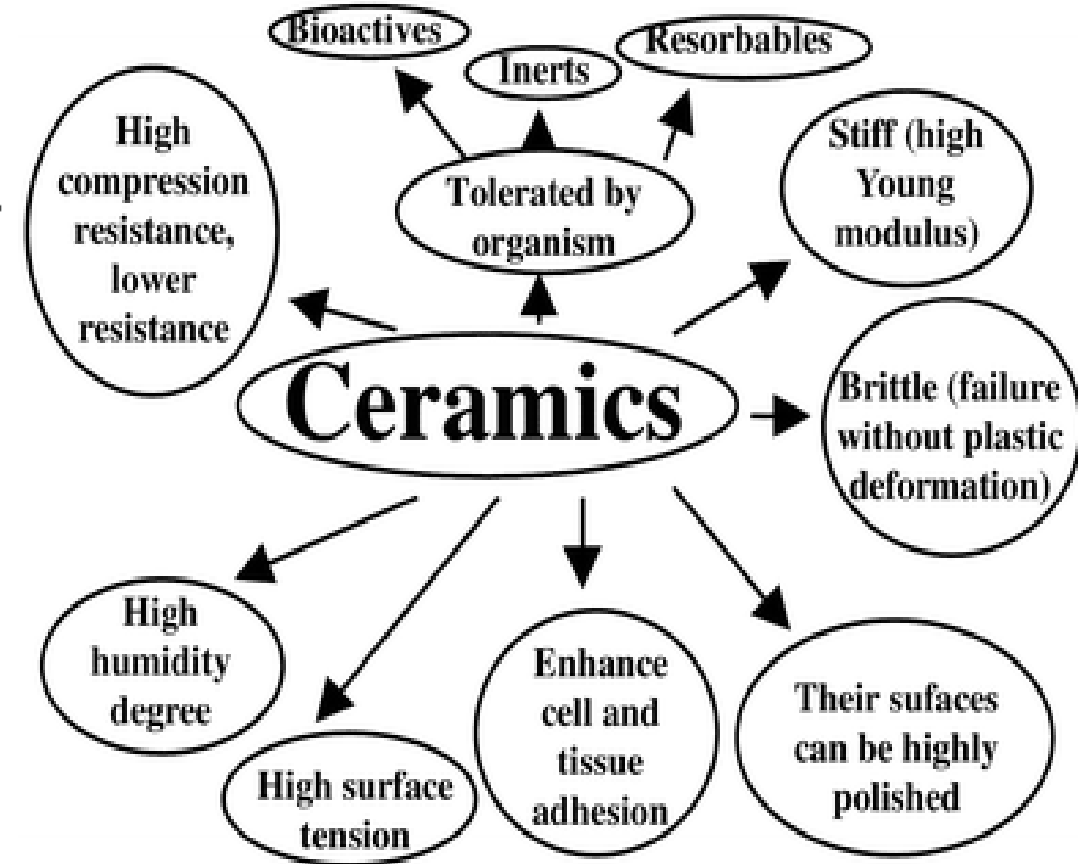 Bioactives
Inerts
Resorbables
High
compression
resistance,
lower
resistance
Tolerated by
organism
Stiff (high
Young
modulus)
Ceramics
Brittle (failure
without plastic
deformation)
High
humidity
degree
High surface
tension
Enhance
cell and
tissue
adhesion
Their sufaces
can be highly
polished